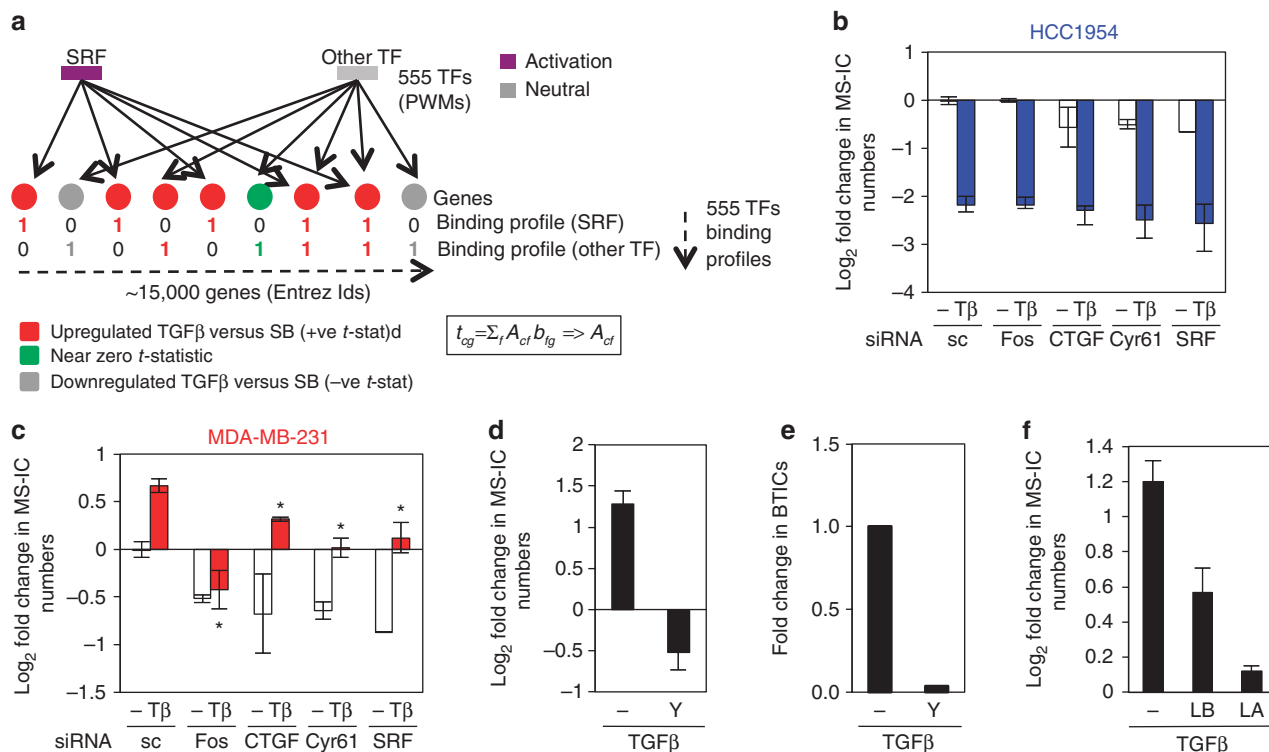 a
SRF
Other TF
555 TFs
(PWMs)
Activation
Neutral
Genes
1 0 1 0 1 0 1 1 0
Binding profile (SRF)
0 1 0 1 0 1 1 1 1
Binding profile (other TF)
555 TFs
binding
profiles
~15,000 genes (Entrez Ids)
Upregulated TGFβ versus SB (+ve t-stat)d
Near zero t-statistic
Downregulated TGFβ versus SB (–ve t-stat)
t_cg=Σ_f A_cf b_fg => A_cf
b
HCC1954
Log₂ fold change in MS-IC
numbers
1
0
–1
–2
–3
–4
– Tβ – Tβ – Tβ – Tβ – Tβ
siRNA sc Fos CTGF Cyr61 SRF
c
MDA-MB-231
Log₂ fold change in MS-IC
numbers
1
0.5
0
–0.5
–1
–1.5
* * * *
– Tβ – Tβ – Tβ – Tβ – Tβ
siRNA sc Fos CTGF Cyr61 SRF
d
Log₂ fold change in MS-IC
numbers
2
1
0
–0.5
–1
– Y
TGFβ
e
Fold change in BTICs
1.5
1.0
0.5
0.0
– Y
TGFβ
f
Log₂ fold change in MS-IC
numbers
1.4
1.2
1
0.8
0.6
0.4
0.2
0
– LB LA
TGFβ